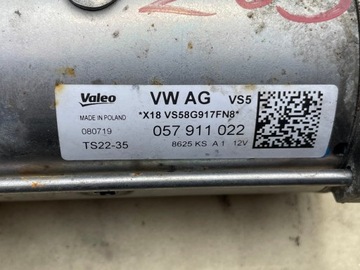 Valeo VW AG VS5
*X18 VS58G917FN8*
MADE IN POLAND
080719 057 911 022
TS22-35 8625 KS A 1 12V